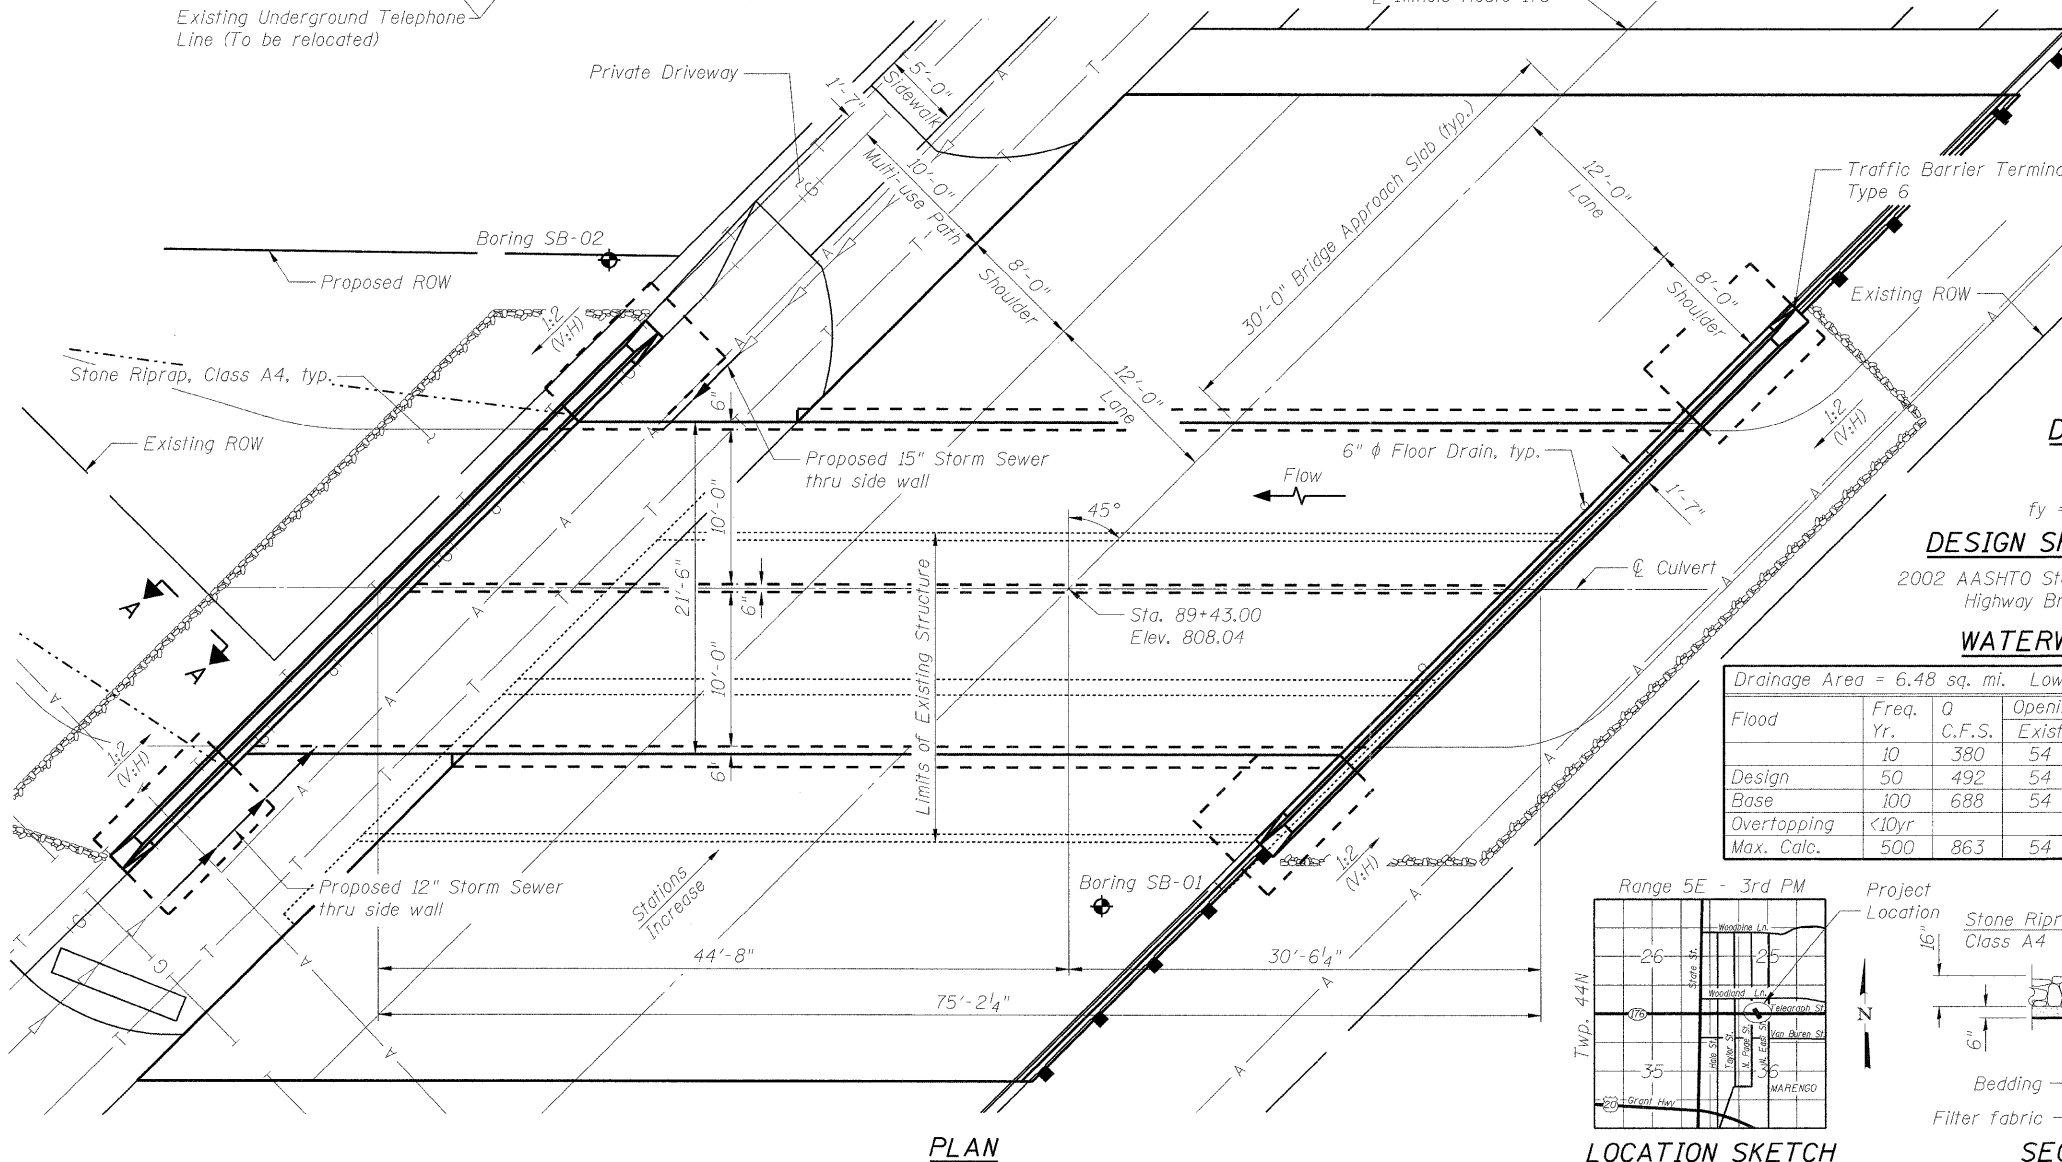 Existing Underground Telephone
Line (To be relocated)
Private Driveway
1'-7"
5'-0"
Sidewalk
10'-0"
Multi-use Path
8'-0"
Shoulder
12'-0"
Lane
30'-0" Bridge Approach Slab (typ.)
12'-0"
Lane
8'-0"
Shoulder
Traffic Barrier
Type 6
Boring SB-02
Proposed ROW
Existing ROW
1:2
(V:H)
Stone Riprap, Class A4, typ.
Existing ROW
6"
Proposed 15" Storm Sewer
thru side wall
6" ϕ Floor Drain, typ.
Flow
1:2
(V:H)
1'-7"
45°
10'-0"
21'-6"
6"
10'-0"
6"
Limits of Existing Structure
℄ Culvert
Sta. 89+43.00
Elev. 808.04
A
A
1:2
(V:H)
Proposed 12" Storm Sewer
thru side wall
Stations
Increase
Boring SB-01
1:2
(V:H)
44'-8"
30'-6¼"
75'-2¼"
PLAN
fy =
DESIGN
2002 AASHTO
Highway
Drainage Area = 6.48 sq. mi.
Flood Freq. Yr. Q C.F.S.
10 380 54
Design 50 492 54
Base 100 688 54
Overtopping <10yr
Max. Calc. 500 863 54
Range 5E - 3rd PM
Project
Location
Twp. 44N
26
25
35
36
Woodbine Ln.
State St.
Woodland Ln.
176
Telegraph St.
Van Buren St.
Hale St.
Taylor St.
N. Page St.
N. East St.
MARENGO
20
Grant Hwy
N
LOCATION SKETCH
Stone
Class A4
16"
6"
Bedding
Filter fabric